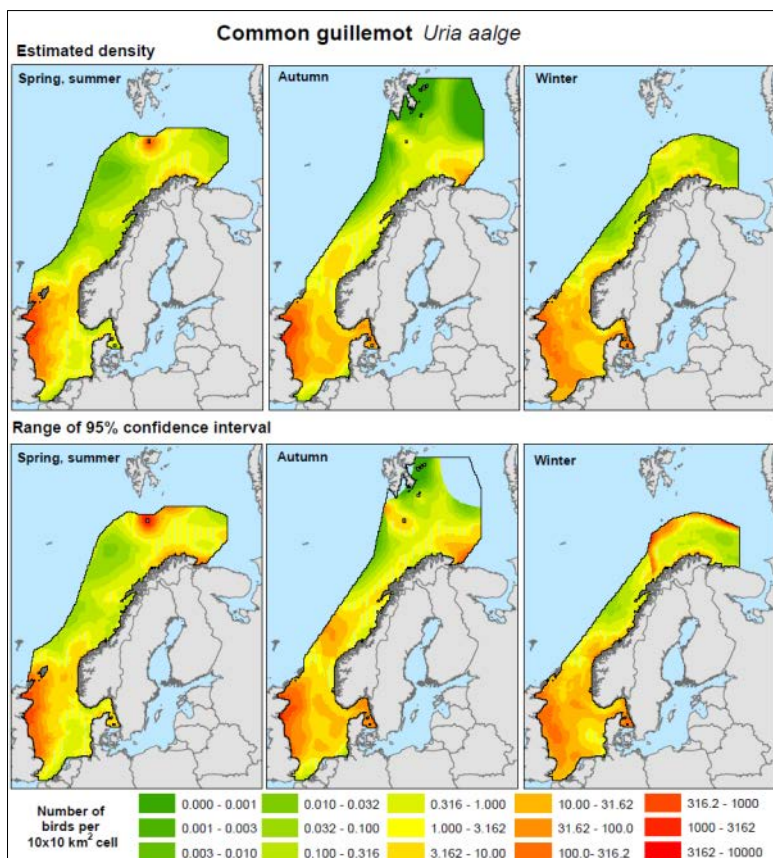 Common guillemot Uria aalge
Estimated density
Spring, summer
Autumn
Winter
Range of 95% confidence interval
Spring, summer
Autumn
Winter
Number of
birds per
10x10 km² cell
0.000 - 0.001
0.001 - 0.003
0.003 - 0.010
0.010 - 0.032
0.032 - 0.100
0.100 - 0.316
0.316 - 1.000
1.000 - 3.162
3.162 - 10.00
10.00 - 31.62
31.62 - 100.0
100.0 - 316.2
316.2 - 1000
1000 - 3162
3162 - 10000